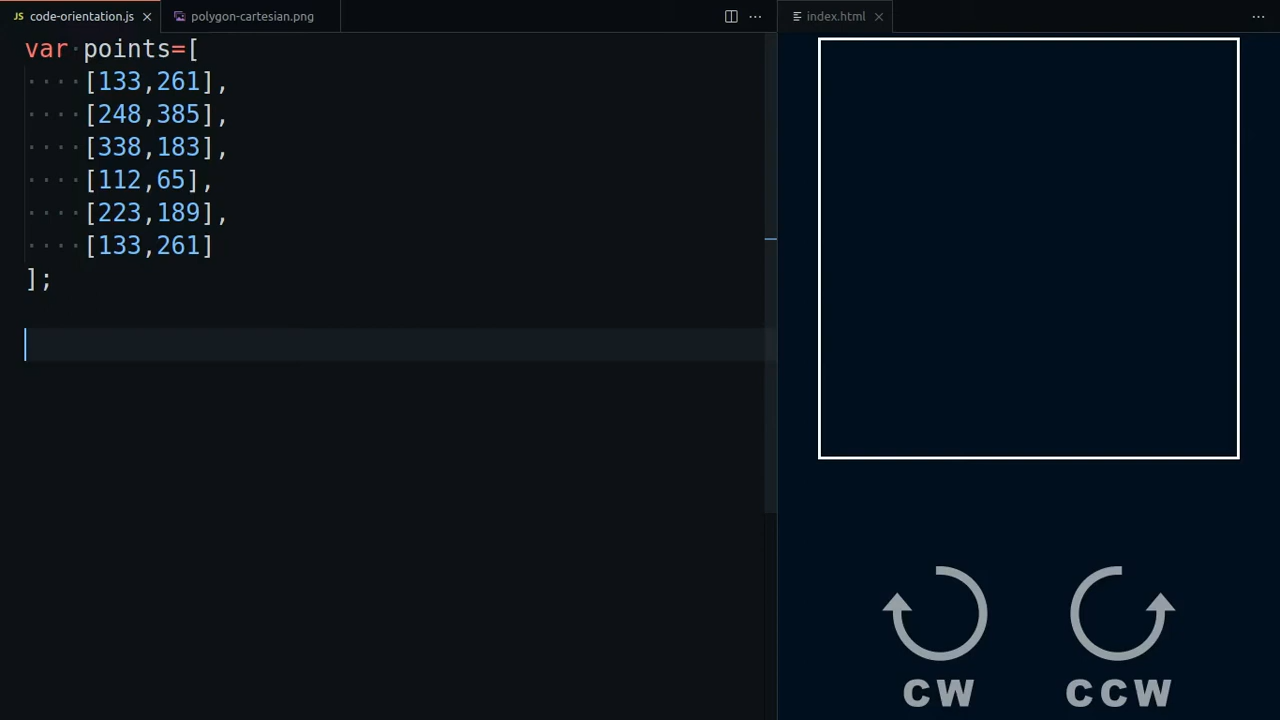 JS code-orientation.js
polygon-cartesian.png
index.html
var points=[
[133,261],
[248,385],
[338,183],
[112,65],
[223,189],
[133,261]
];
CW
CCW